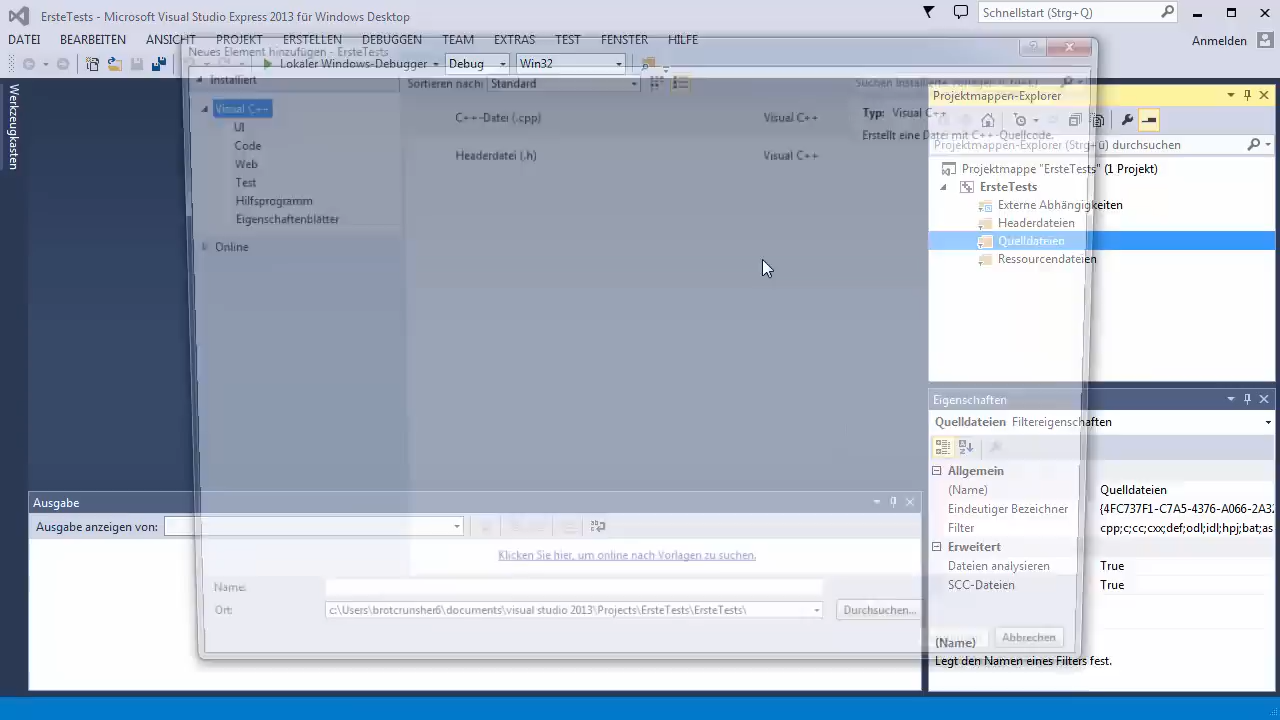 ErsteTests - Microsoft Visual Studio Express 2013 für Windows Desktop
Schnellstart (Strg+Q)
DATEI BEARBEITEN ANSICHT PROJEKT ERSTELLEN DEBUGGEN TEAM EXTRAS TEST FENSTER HILFE
Anmelden
Neues Element hinzufügen - ErsteTests
Lokaler Windows-Debugger Debug Win32
Werkzeugkasten
Installiert
Sortieren nach: Standard
Visual C++
UI
Code
Web
Test
Hilfsprogramm
Eigenschaftenblätter
Online
C++-Datei (.cpp) Visual C++
Headerdatei (.h) Visual C++
Typ: Visual C++
Erstellt eine Datei mit C++-Quellcode.
Projektmappen-Explorer
Projektmappen-Explorer (Strg+ü) durchsuchen
Projektmappe "ErsteTests" (1 Projekt)
ErsteTests
Externe Abhängigkeiten
Headerdateien
Quelldateien
Ressourcendateien
Eigenschaften
Quelldateien Filtereigenschaften
Allgemein
(Name) Quelldateien
Eindeutiger Bezeichner {4FC737F1-C7A5-4376-A066-2A32
Filter cpp;c;cc;cxx;def;odl;idl;hpj;bat;as
Erweitert
Dateien analysieren True
SCC-Dateien True
(Name)
Legt den Namen eines Filters fest.
Ausgabe
Ausgabe anzeigen von:
Klicken Sie hier, um online nach Vorlagen zu suchen.
Name:
Ort: c:\Users\brotcrunsher6\documents\visual studio 2013\Projects\ErsteTests\ErsteTests\
Durchsuchen...
Abbrechen